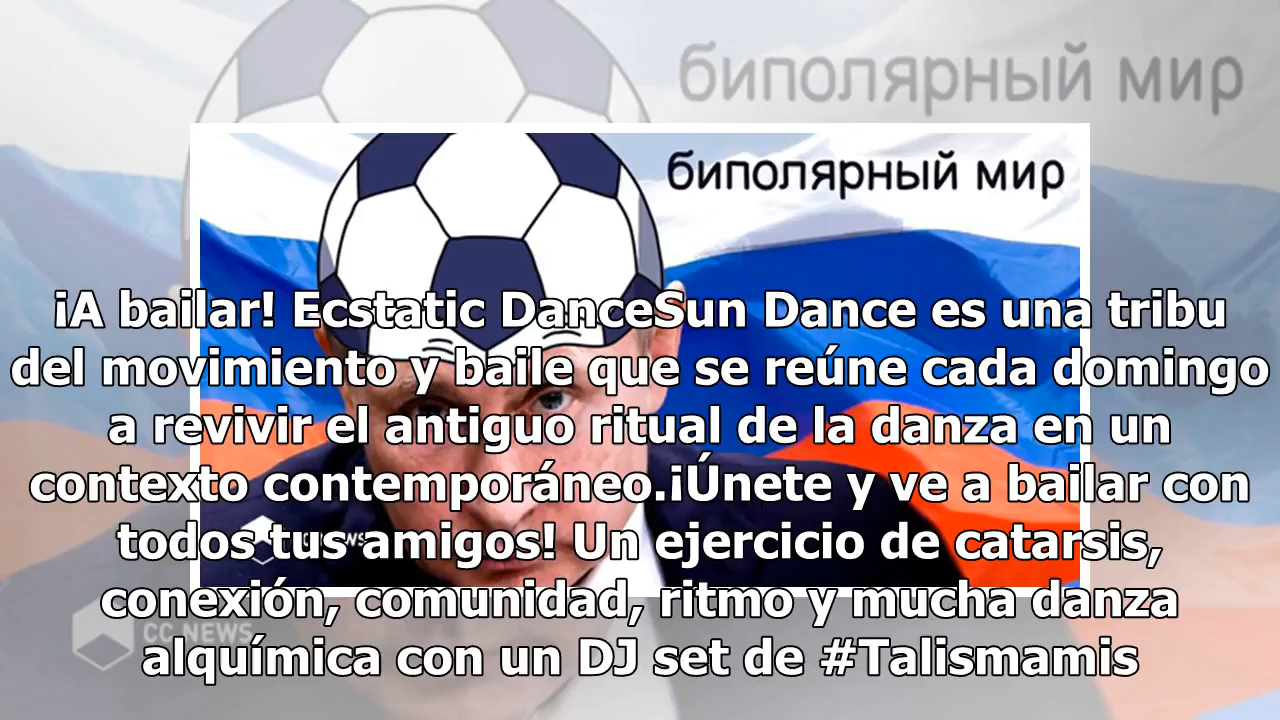 биполярный мир
биполярный мир
¡A bailar! Ecstatic DanceSun Dance es una tribu
del movimiento y baile que se reúne cada domingo
a revivir el antiguo ritual de la danza en un
contexto contemporáneo.¡Únete y ve a bailar con
todos tus amigos! Un ejercicio de catarsis,
conexión, comunidad, ritmo y mucha danza
alquímica con un DJ set de #Talismamis
CC NEWS